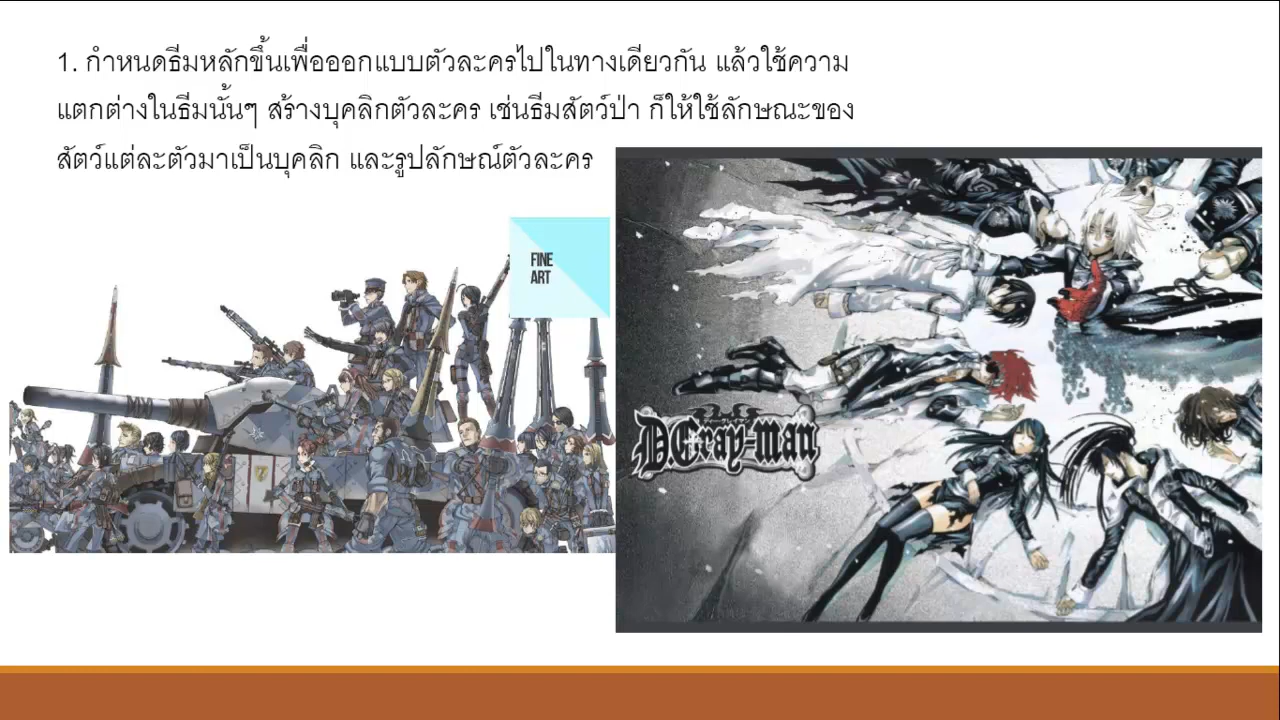 1. กำหนดธีมหลักขึ้นเพื่อออกแบบตัวละครไปในทางเดียวกัน แล้วใช้ความ
แตกต่างในธีมนั้นๆ สร้างบุคลิกตัวละคร เช่นธีมสัตว์ป่า ก็ให้ใช้ลักษณะของ
สัตว์แต่ละตัวมาเป็นบุคลิก และรูปลักษณ์ตัวละคร
FINE
ART
D.Gray-man